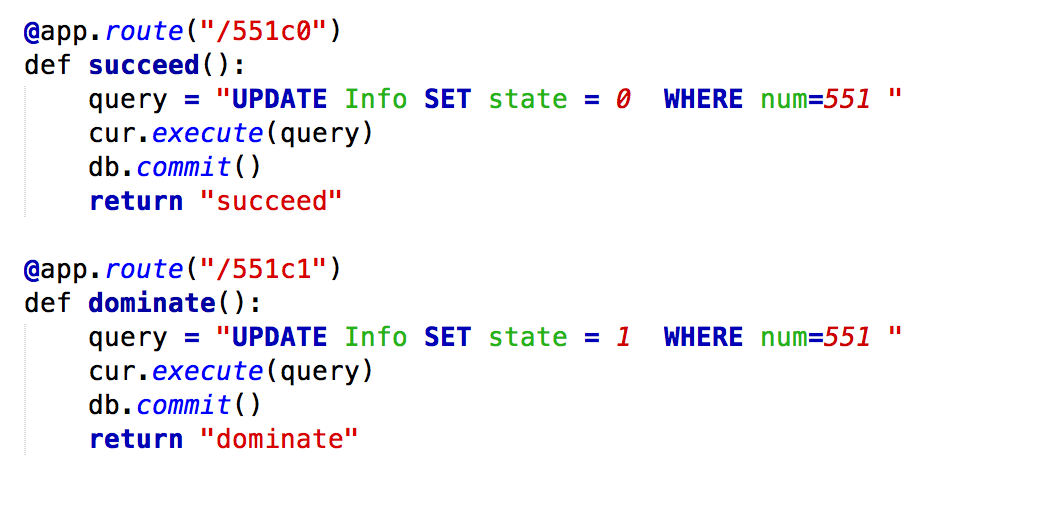 @app.route("/551c0")
def succeed():
    query = "UPDATE Info SET state = 0  WHERE num=551 "
    cur.execute(query)
    db.commit()
    return "succeed"

@app.route("/551c1")
def dominate():
    query = "UPDATE Info SET state = 1  WHERE num=551 "
    cur.execute(query)
    db.commit()
    return "dominate"